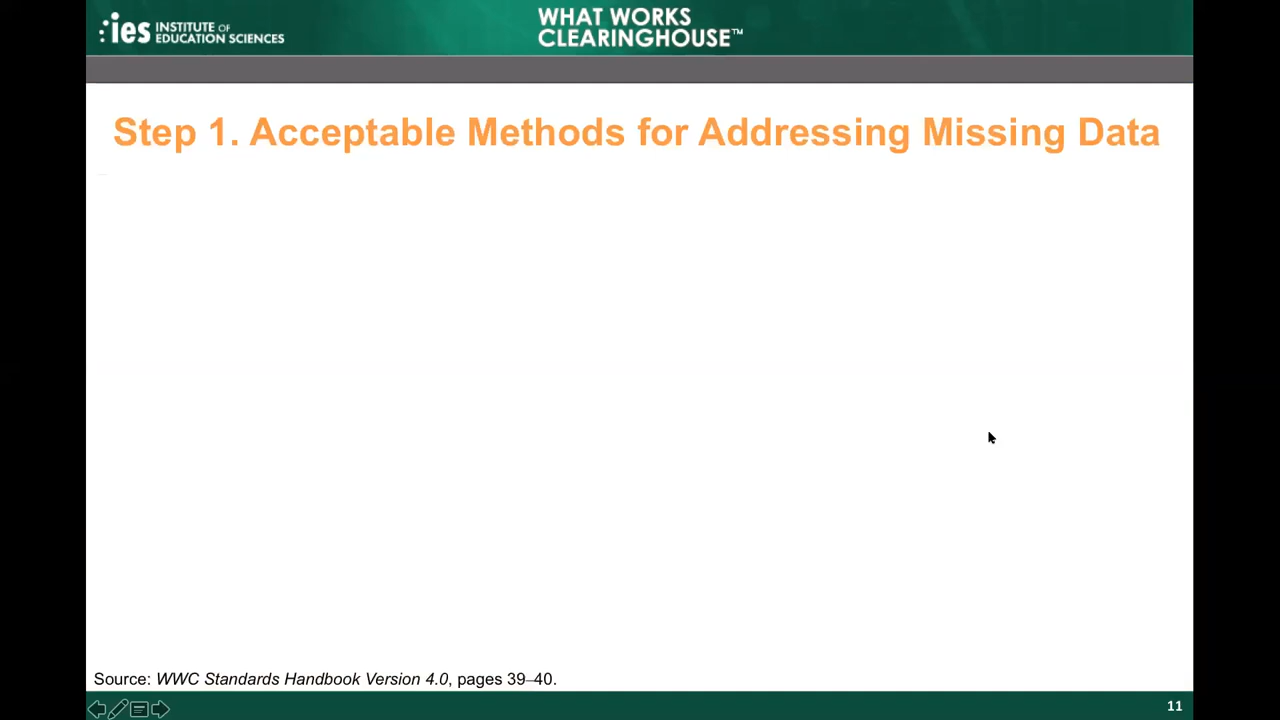 ies INSTITUTE OF
EDUCATION SCIENCES
WHAT WORKS
CLEARINGHOUSE™
Step 1. Acceptable Methods for Addressing Missing Data
Source: WWC Standards Handbook Version 4.0, pages 39–40.
11